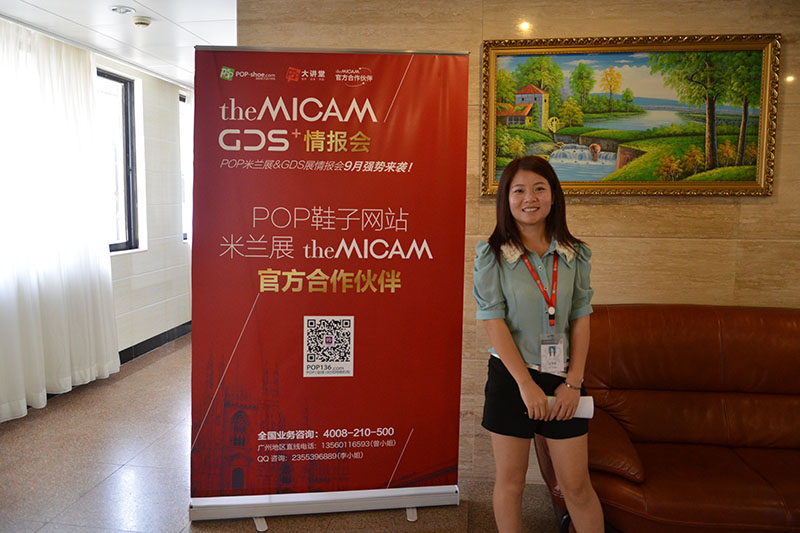 POP-shoe.com
大讲堂
theMICAM
官方合作伙伴
theMICAM
GDS+情报会
POP米兰展&GDS展情报会9月强势来袭！
POP鞋子网站
米兰展 theMICAM
官方合作伙伴
POP136.com
全国业务咨询：4008-210-500
广州地区直线电话：13560116593(曾小姐)
QQ 咨询：2355396889(李小姐)